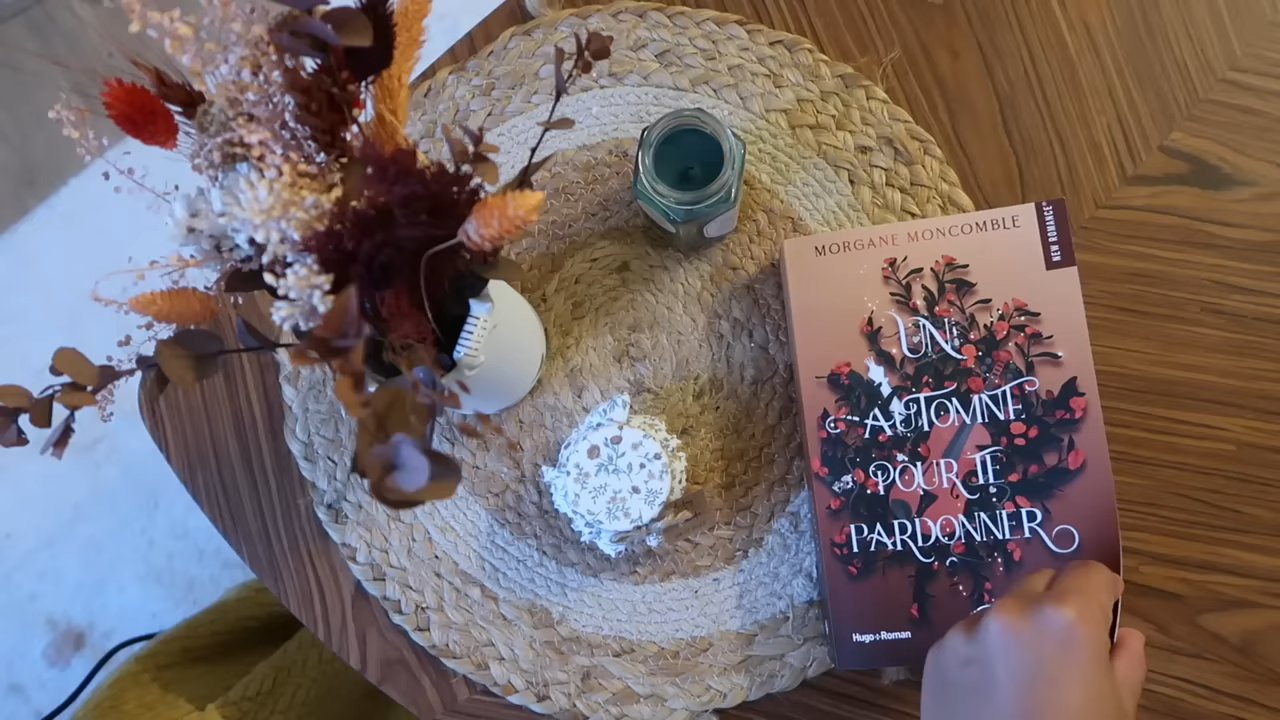 MORGANE MONCOMBLE
NEW ROMANCE®
UN
AUTOMNE
POUR TE
PARDONNER
Hugo+Roman